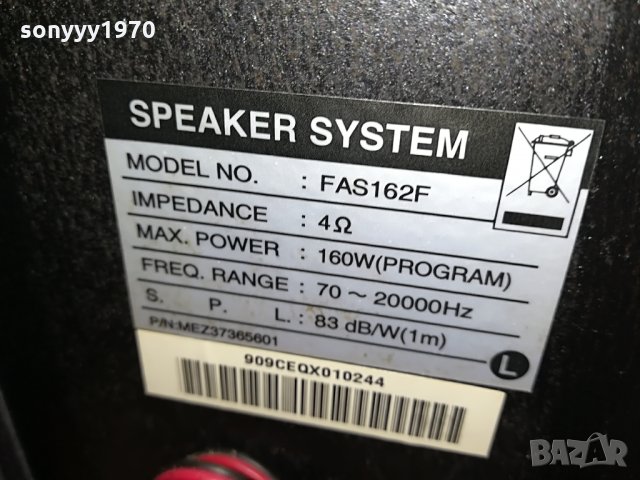 sonyyy1970
SPEAKER SYSTEM
MODEL NO. : FAS162F
IMPEDANCE : 4Ω
MAX. POWER : 160W(PROGRAM)
FREQ. RANGE : 70 ~ 20000Hz
S. P. L. : 83 dB/W(1m)
P/N:MEZ37365601
L
909CEQX010244
BAZAR